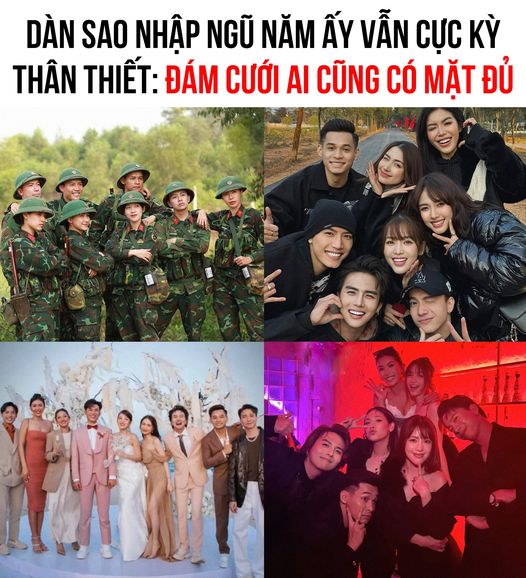 DÀN SAO NHẬP NGŨ NĂM ẤY VẪN CỰC KỲ
THÂN THIẾT: ĐÁM CƯỚI AI CŨNG CÓ MẶT ĐỦ